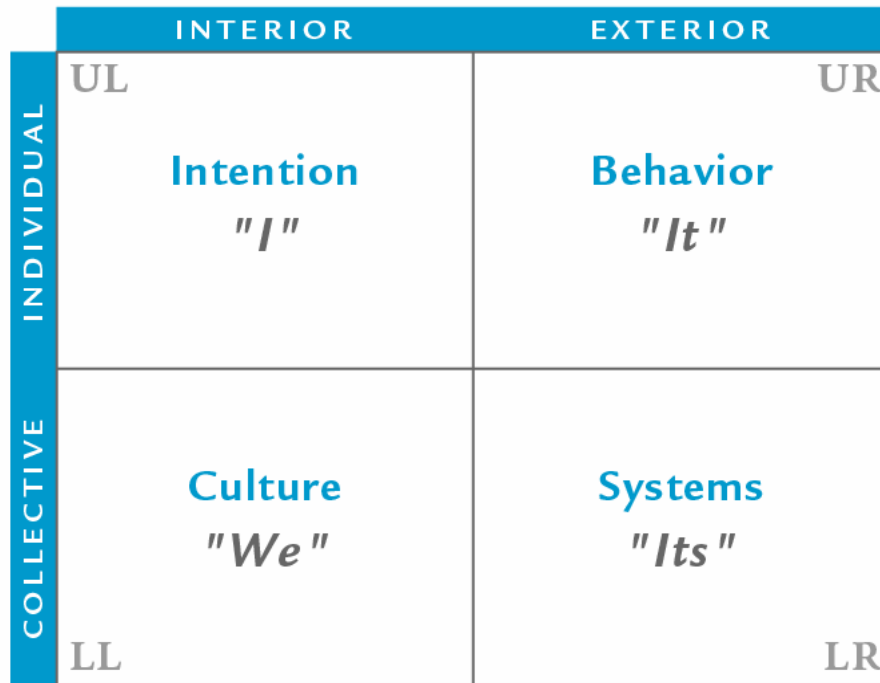 INTERIOR
EXTERIOR
INDIVIDUAL
UL
Intention
"I"
UR
Behavior
"It"
COLLECTIVE
Culture
"We"
LL
Systems
"Its"
LR